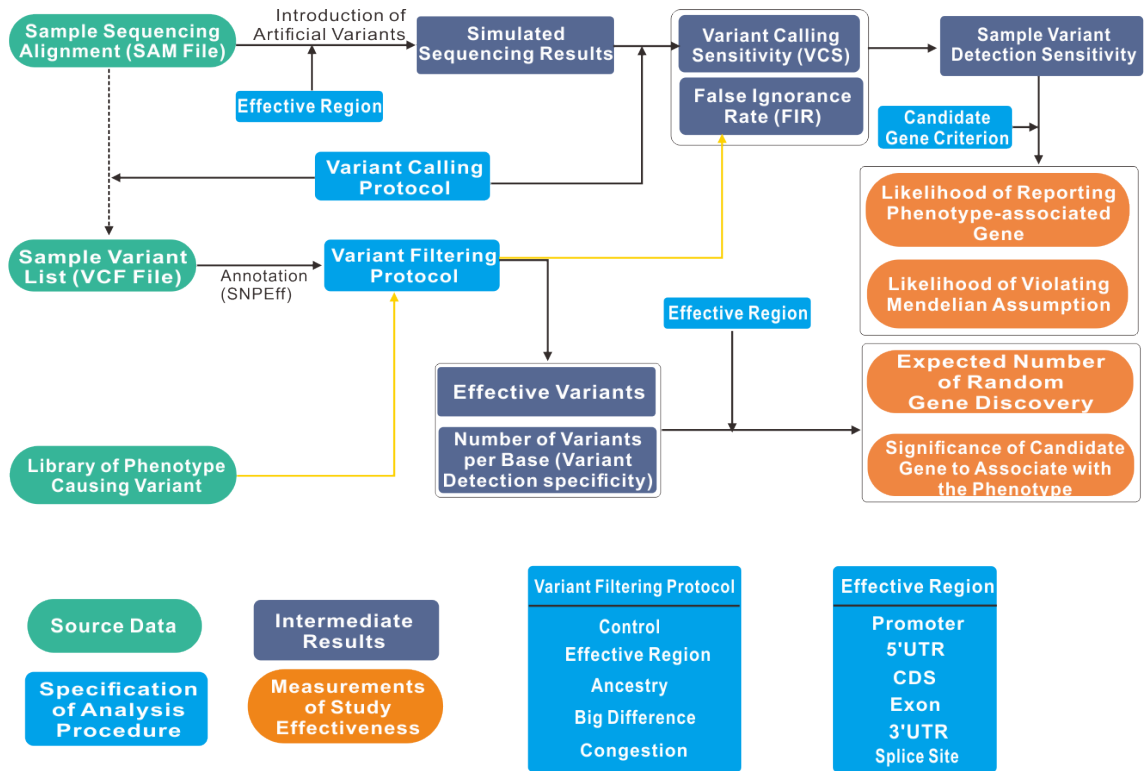 Sample Sequencing
Alignment (SAM File)
Introduction of
Artificial Variants
Simulated
Sequencing Results
Variant Calling
Sensitivity (VCS)
Sample Variant
Detection Sensitivity
Effective Region
False Ignorance
Rate (FIR)
Candidate
Gene Criterion
Variant Calling
Protocol
Likelihood of Reporting
Phenotype-associated
Gene
Sample Variant
List (VCF File)
Annotation
(SNPEff)
Variant Filtering
Protocol
Likelihood of Violating
Mendelian Assumption
Effective Region
Effective Variants
Expected Number
of Random
Gene Discovery
Library of Phenotype
Causing Variant
Number of Variants
per Base (Variant
Detection specificity)
Significance of Candidate
Gene to Associate with
the Phenotype
Source Data
Intermediate
Results
Specification
of Analysis
Procedure
Measurements
of Study
Effectiveness
Variant Filtering Protocol
Control
Effective Region
Ancestry
Big Difference
Congestion
Effective Region
Promoter
5'UTR
CDS
Exon
3'UTR
Splice Site